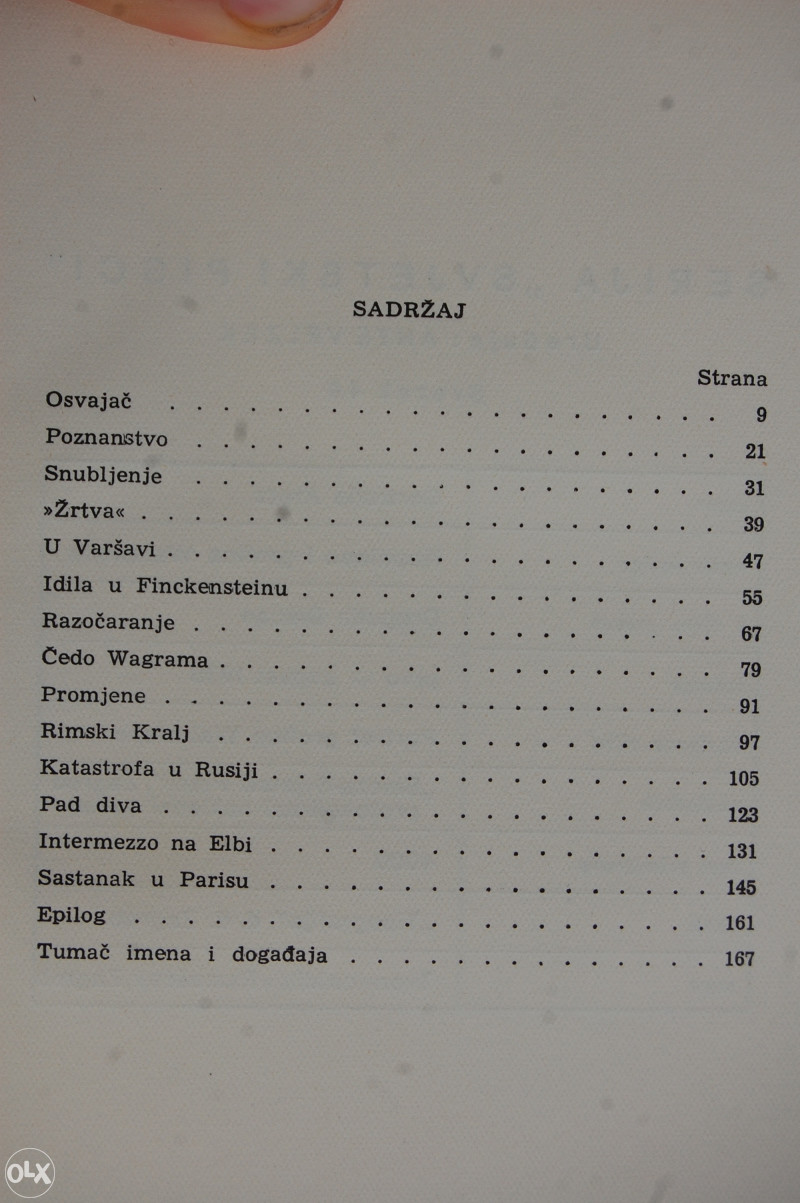 SADRŽAJ
Strana
Osvajač . . . . . . . . . . . . . . . . . . . . . 9
Poznanstvo . . . . . . . . . . . . . . . . . . . . 21
Snubljenje . . . . . . . . . . . . . . . . . . . . 31
»Žrtva« . . . . . . . . . . . . . . . . . . . . . . 39
U Varšavi . . . . . . . . . . . . . . . . . . . . . 47
Idila u Finckensteinu . . . . . . . . . . . . . . . . 55
Razočaranje . . . . . . . . . . . . . . . . . . . . 67
Čedo Wagrama . . . . . . . . . . . . . . . . . . . 79
Promjene . . . . . . . . . . . . . . . . . . . . . 91
Rimski Kralj . . . . . . . . . . . . . . . . . . . 97
Katastrofa u Rusiji . . . . . . . . . . . . . . . . . 105
Pad diva . . . . . . . . . . . . . . . . . . . . . 123
Intermezzo na Elbi . . . . . . . . . . . . . . . . . 131
Sastanak u Parisu . . . . . . . . . . . . . . . . . 145
Epilog . . . . . . . . . . . . . . . . . . . . . . 161
Tumač imena i događaja . . . . . . . . . . . . . . 167
OLX